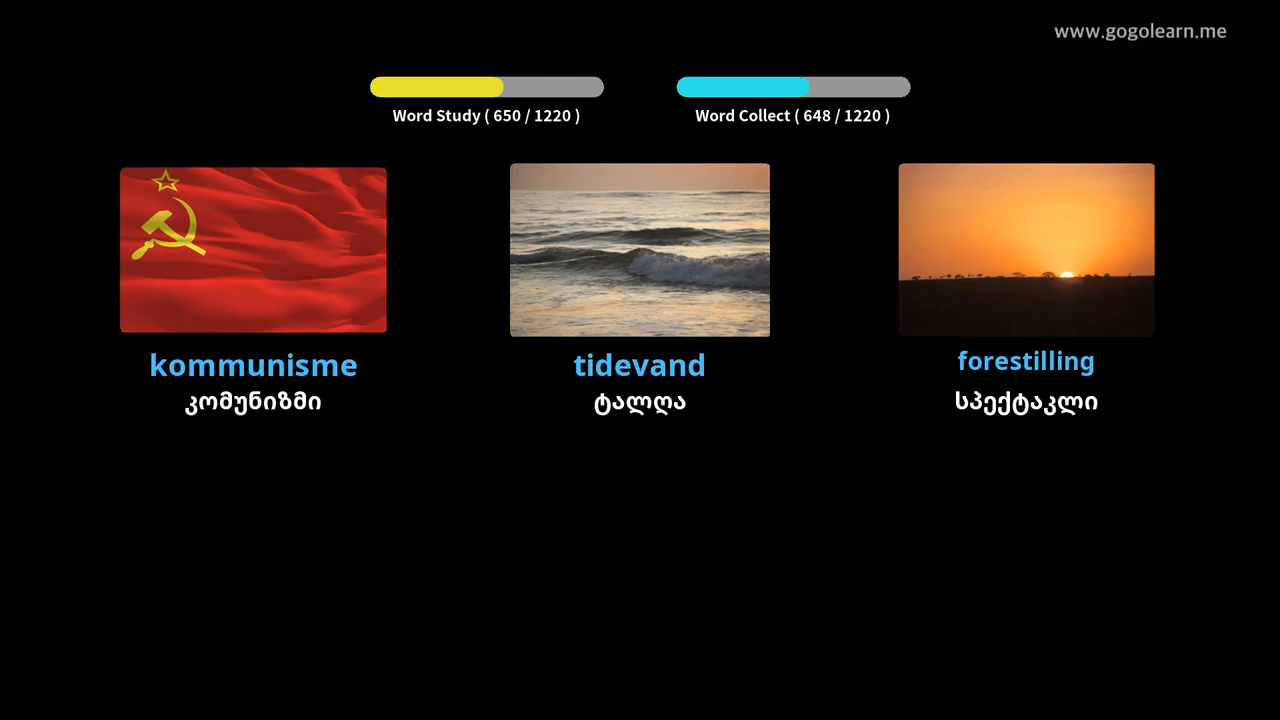 www.gogolearn.me
Word Study ( 650 / 1220 )
Word Collect ( 648 / 1220 )
kommunisme
კომუნიზმი
tidevand
ტალღა
forestilling
სპექტაკლი